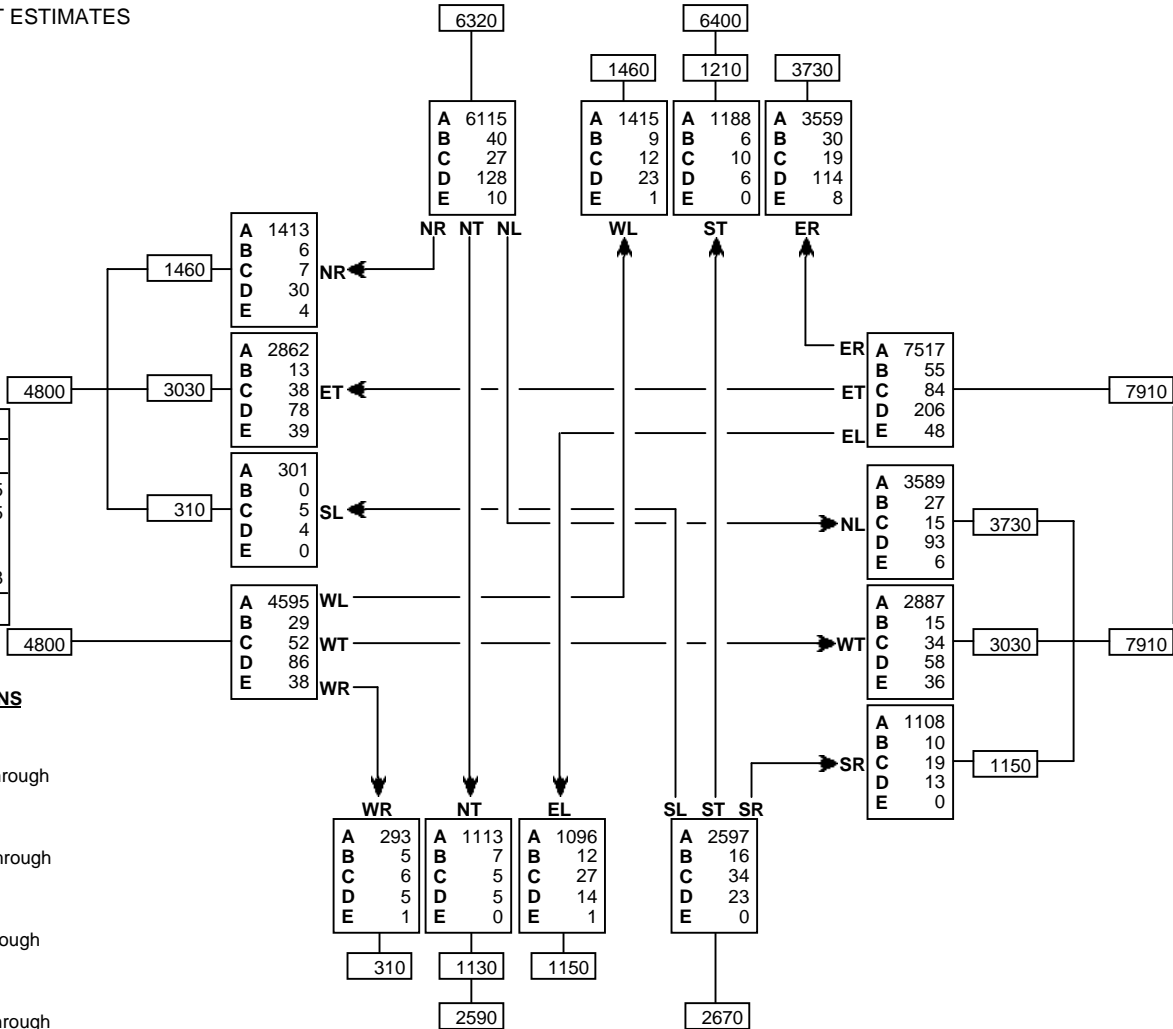 T ESTIMATES
6320
6400
1460
1210
3730
A 6115
B 40
C 27
D 128
E 10
A 1415
B 9
C 12
D 23
E 1
A 1188
B 6
C 10
D 6
E 0
A 3559
B 30
C 19
D 114
E 8
NR NT NL
WL
ST
ER
A 1413
B 6
C 7
D 30
E 4
1460
NR
A 2862
B 13
C 38
D 78
E 39
4800
3030
ET
ER
ET
EL
A 7517
B 55
C 84
D 206
E 48
7910
A 301
B 0
C 5
D 4
E 0
310
SL
NL
A 3589
B 27
C 15
D 93
E 6
3730
A 4595
B 29
C 52
D 86
E 38
4800
WL
WT
WR
WT
A 2887
B 15
C 34
D 58
E 36
3030
7910
NS
SR
A 1108
B 10
C 19
D 13
E 0
1150
rough
rough
ough
rough
WR
NT
EL
SL ST SR
A 293
B 5
C 6
D 5
E 1
A 1113
B 7
C 5
D 5
E 0
A 1096
B 12
C 27
D 14
E 1
A 2597
B 16
C 34
D 23
E 0
310
1130
1150
2590
2670